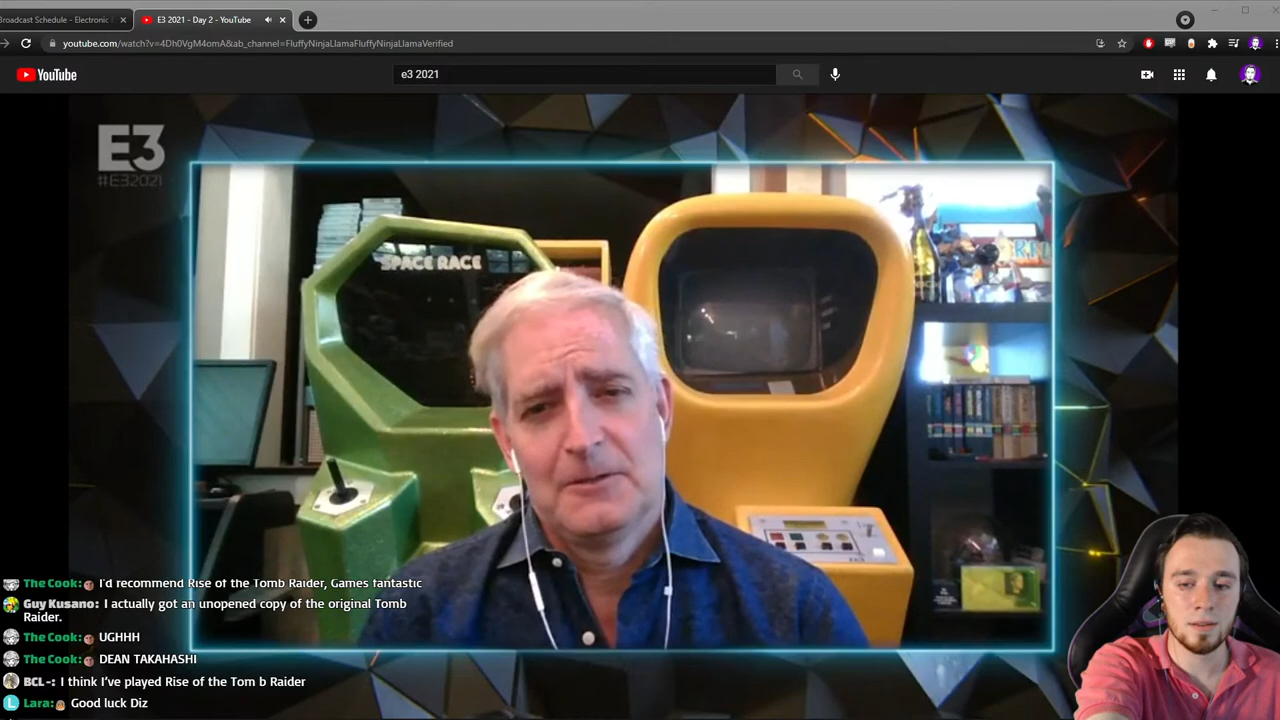 Broadcast Schedule - Electronic E
E3 2021 - Day 2 - YouTube
youtube.com/watch?v=4Dh0VgM4omA&ab_channel=FluffyNinjaLlamaFluffyNinjaLlamaVerified
YouTube
e3 2021
E3
#E32021
SPACE RACE
The Cook: I'd recommend Rise of the Tomb Raider, Games fantastic
Guy Kusano: I actually got an unopened copy of the original Tomb
Raider.
The Cook: UGHHH
The Cook: DEAN TAKAHASHI
BCL-: I think I've played Rise of the Tom b Raider
Lara: Good luck Diz